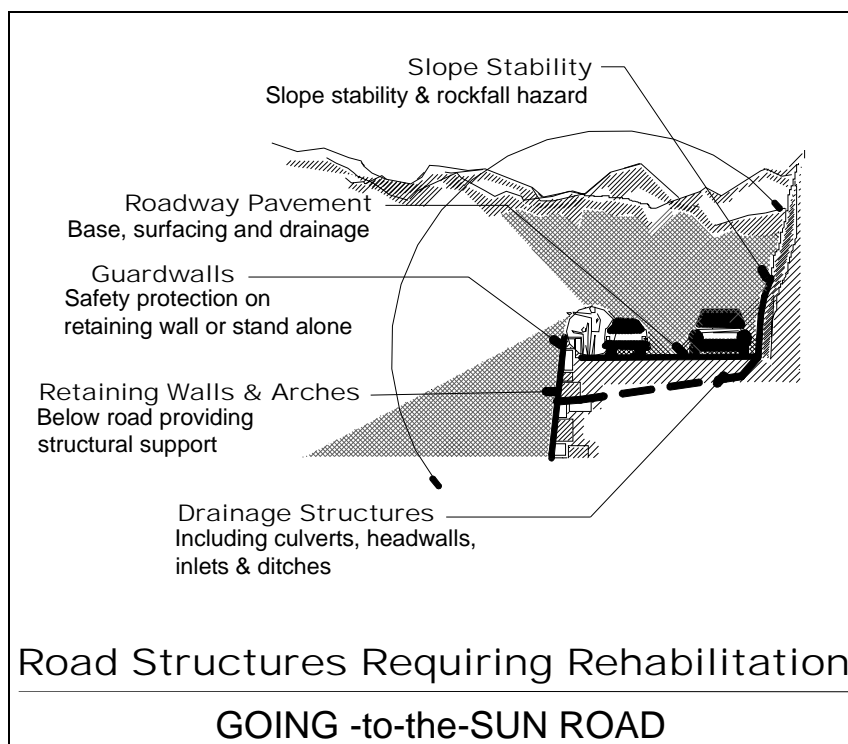 Slope Stability
Slope stability & rockfall hazard
Roadway Pavement
Base, surfacing and drainage
Guardwalls
Safety protection on
retaining wall or stand alone
Retaining Walls & Arches
Below road providing
structural support
Drainage Structures
Including culverts, headwalls,
inlets & ditches
Road Structures Requiring Rehabilitation
GOING -to-the-SUN ROAD